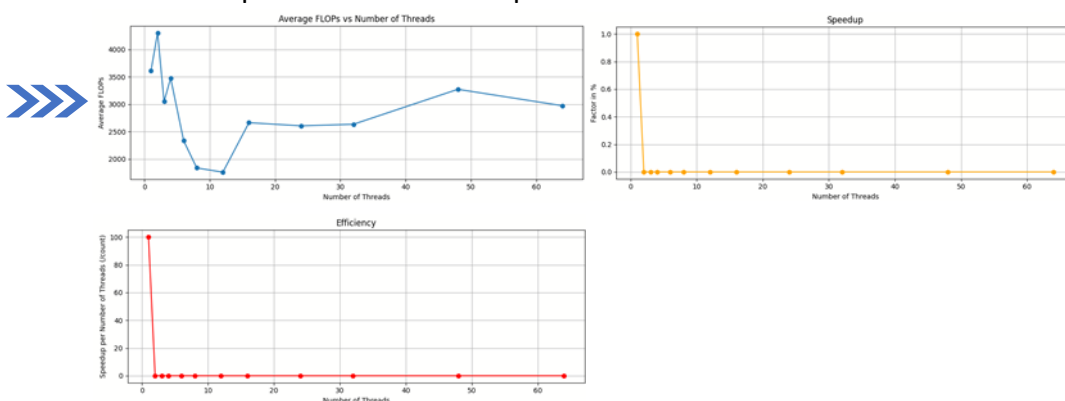 Average FLOPs vs Number of Threads
4000
3500
3000
2500
2000
Average FLOPs
0 10 20 30 40 50 60
Number of Threads
Speedup
1.0
0.8
0.6
0.4
0.2
0.0
Factor in %
0 10 20 30 40 50 60
Number of Threads
Efficiency
100
80
60
40
20
0
Speedup per Number of Threads (/count)
0 10 20 30 40 50 60
Number of Threads